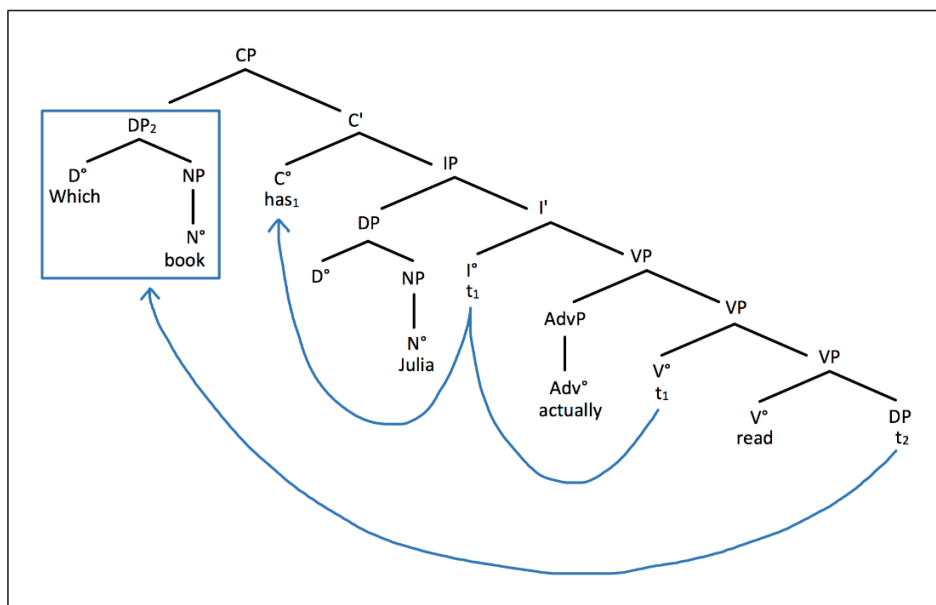 CP
DP₂ C'
D° NP C° IP
Which has₁
N° DP I'
book
D° NP I° VP
t₁
N° AdvP VP
Julia
Adv° V° VP
actually t₁
V° DP
read t₂